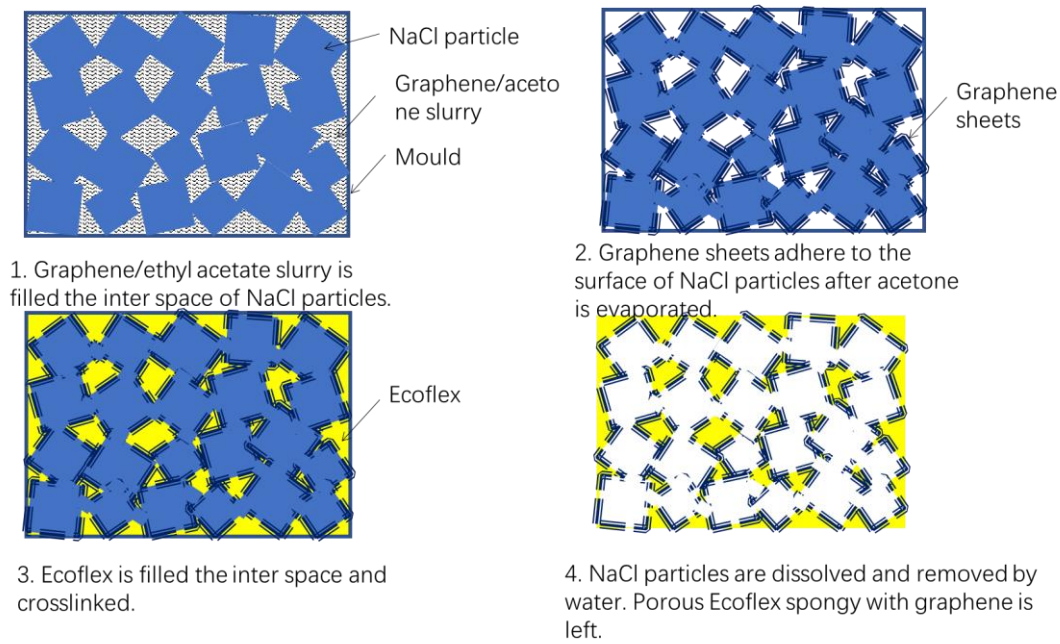 NaCl particle
Graphene/aceto
ne slurry
Mould
Graphene
sheets
1. Graphene/ethyl acetate slurry is
filled the inter space of NaCl particles.
2. Graphene sheets adhere to the
surface of NaCl particles after acetone
is evaporated.
Ecoflex
3. Ecoflex is filled the inter space and
crosslinked.
4. NaCl particles are dissolved and removed by
water. Porous Ecoflex spongy with graphene is
left.